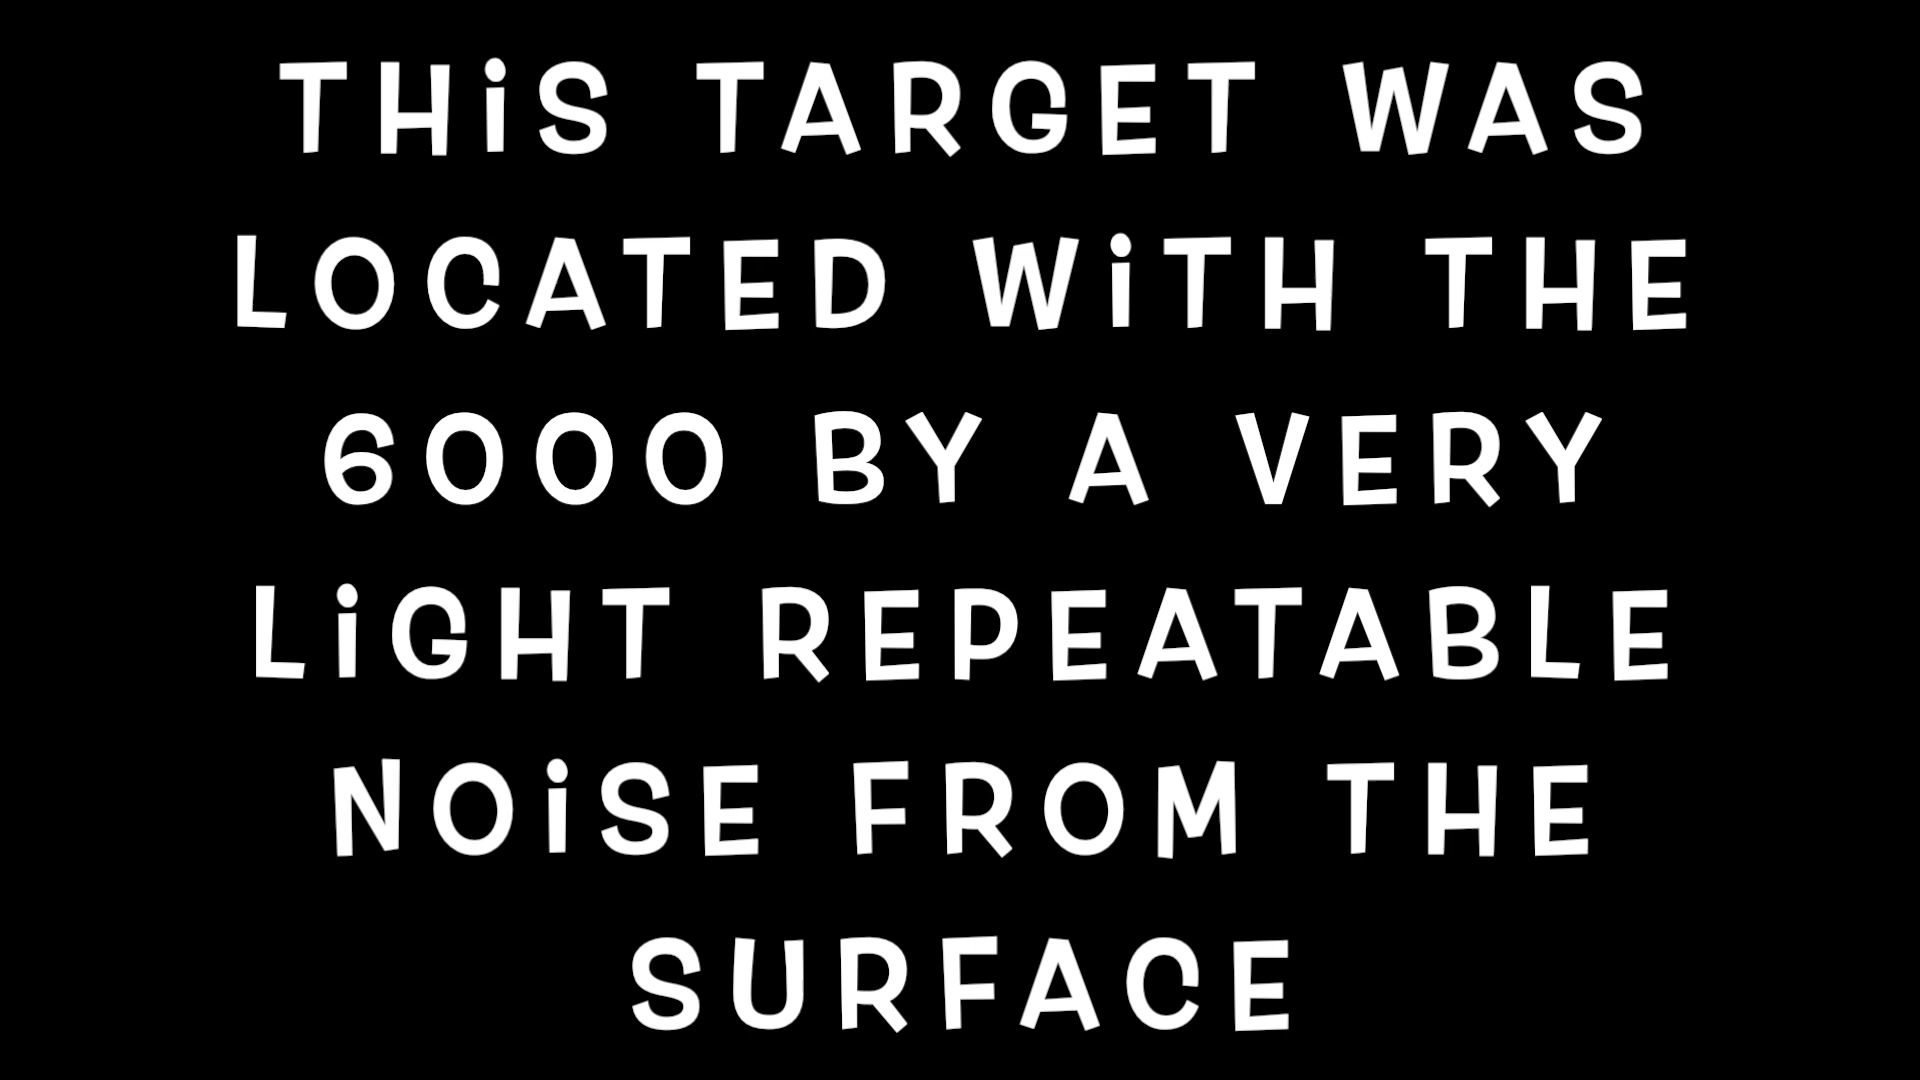 THiS TARGET WAS
LOCATED WiTH THE
6000 BY A VERY
LiGHT REPEATABLE
NOiSE FROM THE
SURFACE